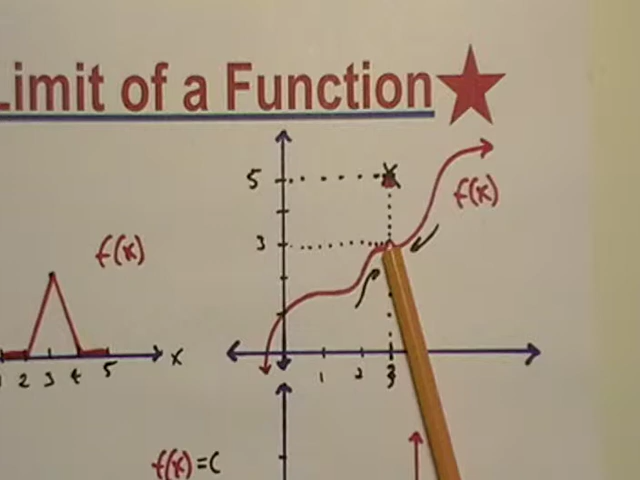 Limit of a Function
5
f(x)
3
f(x)
x
2 3 4 5
1 2 3
f(x)=C